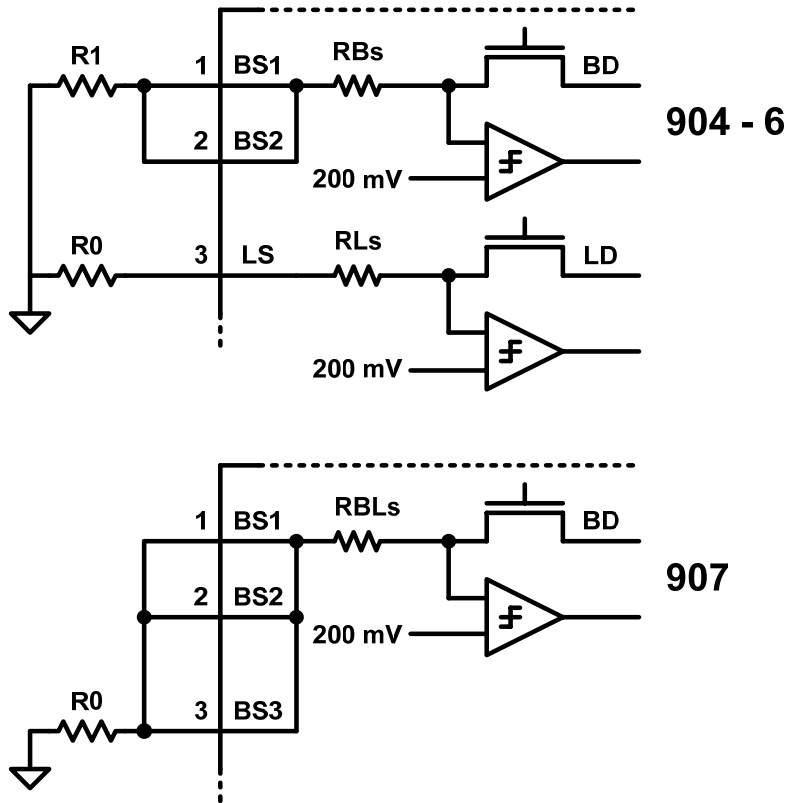 R1
1 BS1
RBs
BD
904 - 6
2 BS2
200 mV
R0
3 LS
RLs
LD
200 mV
1 BS1
RBLs
BD
907
2 BS2
200 mV
R0
3 BS3